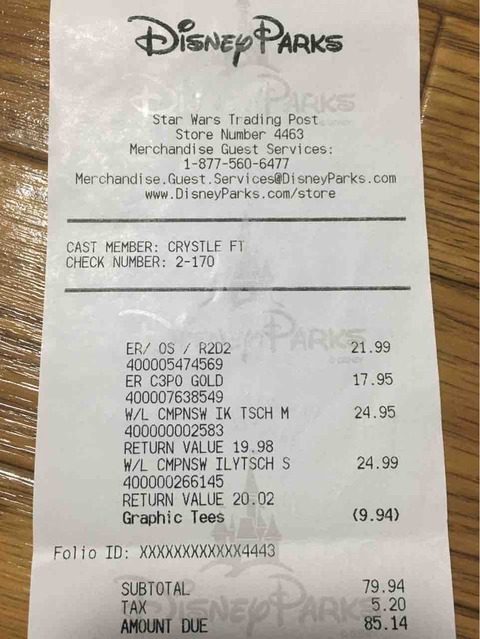 DISNEY PARKS
Star Wars Trading Post
Store Number 4463
Merchandise Guest Services:
1-877-560-6477
Merchandise.Guest.Services@DisneyParks.com
www.DisneyParks.com/store
CAST MEMBER: CRYSTLE FT
CHECK NUMBER: 2-170
ER/ OS / R2D2 21.99
400005474569
ER C3PO GOLD 17.95
400007638549
W/L CMPNSW IK TSCH M 24.95
400000002583
RETURN VALUE 19.98
W/L CMPNSW ILYTSCH S 24.99
400000266145
RETURN VALUE 20.02
Graphic Tees (9.94)
Folio ID: XXXXXXXXXXXX4443
SUBTOTAL 79.94
TAX 5.20
AMOUNT DUE 85.14